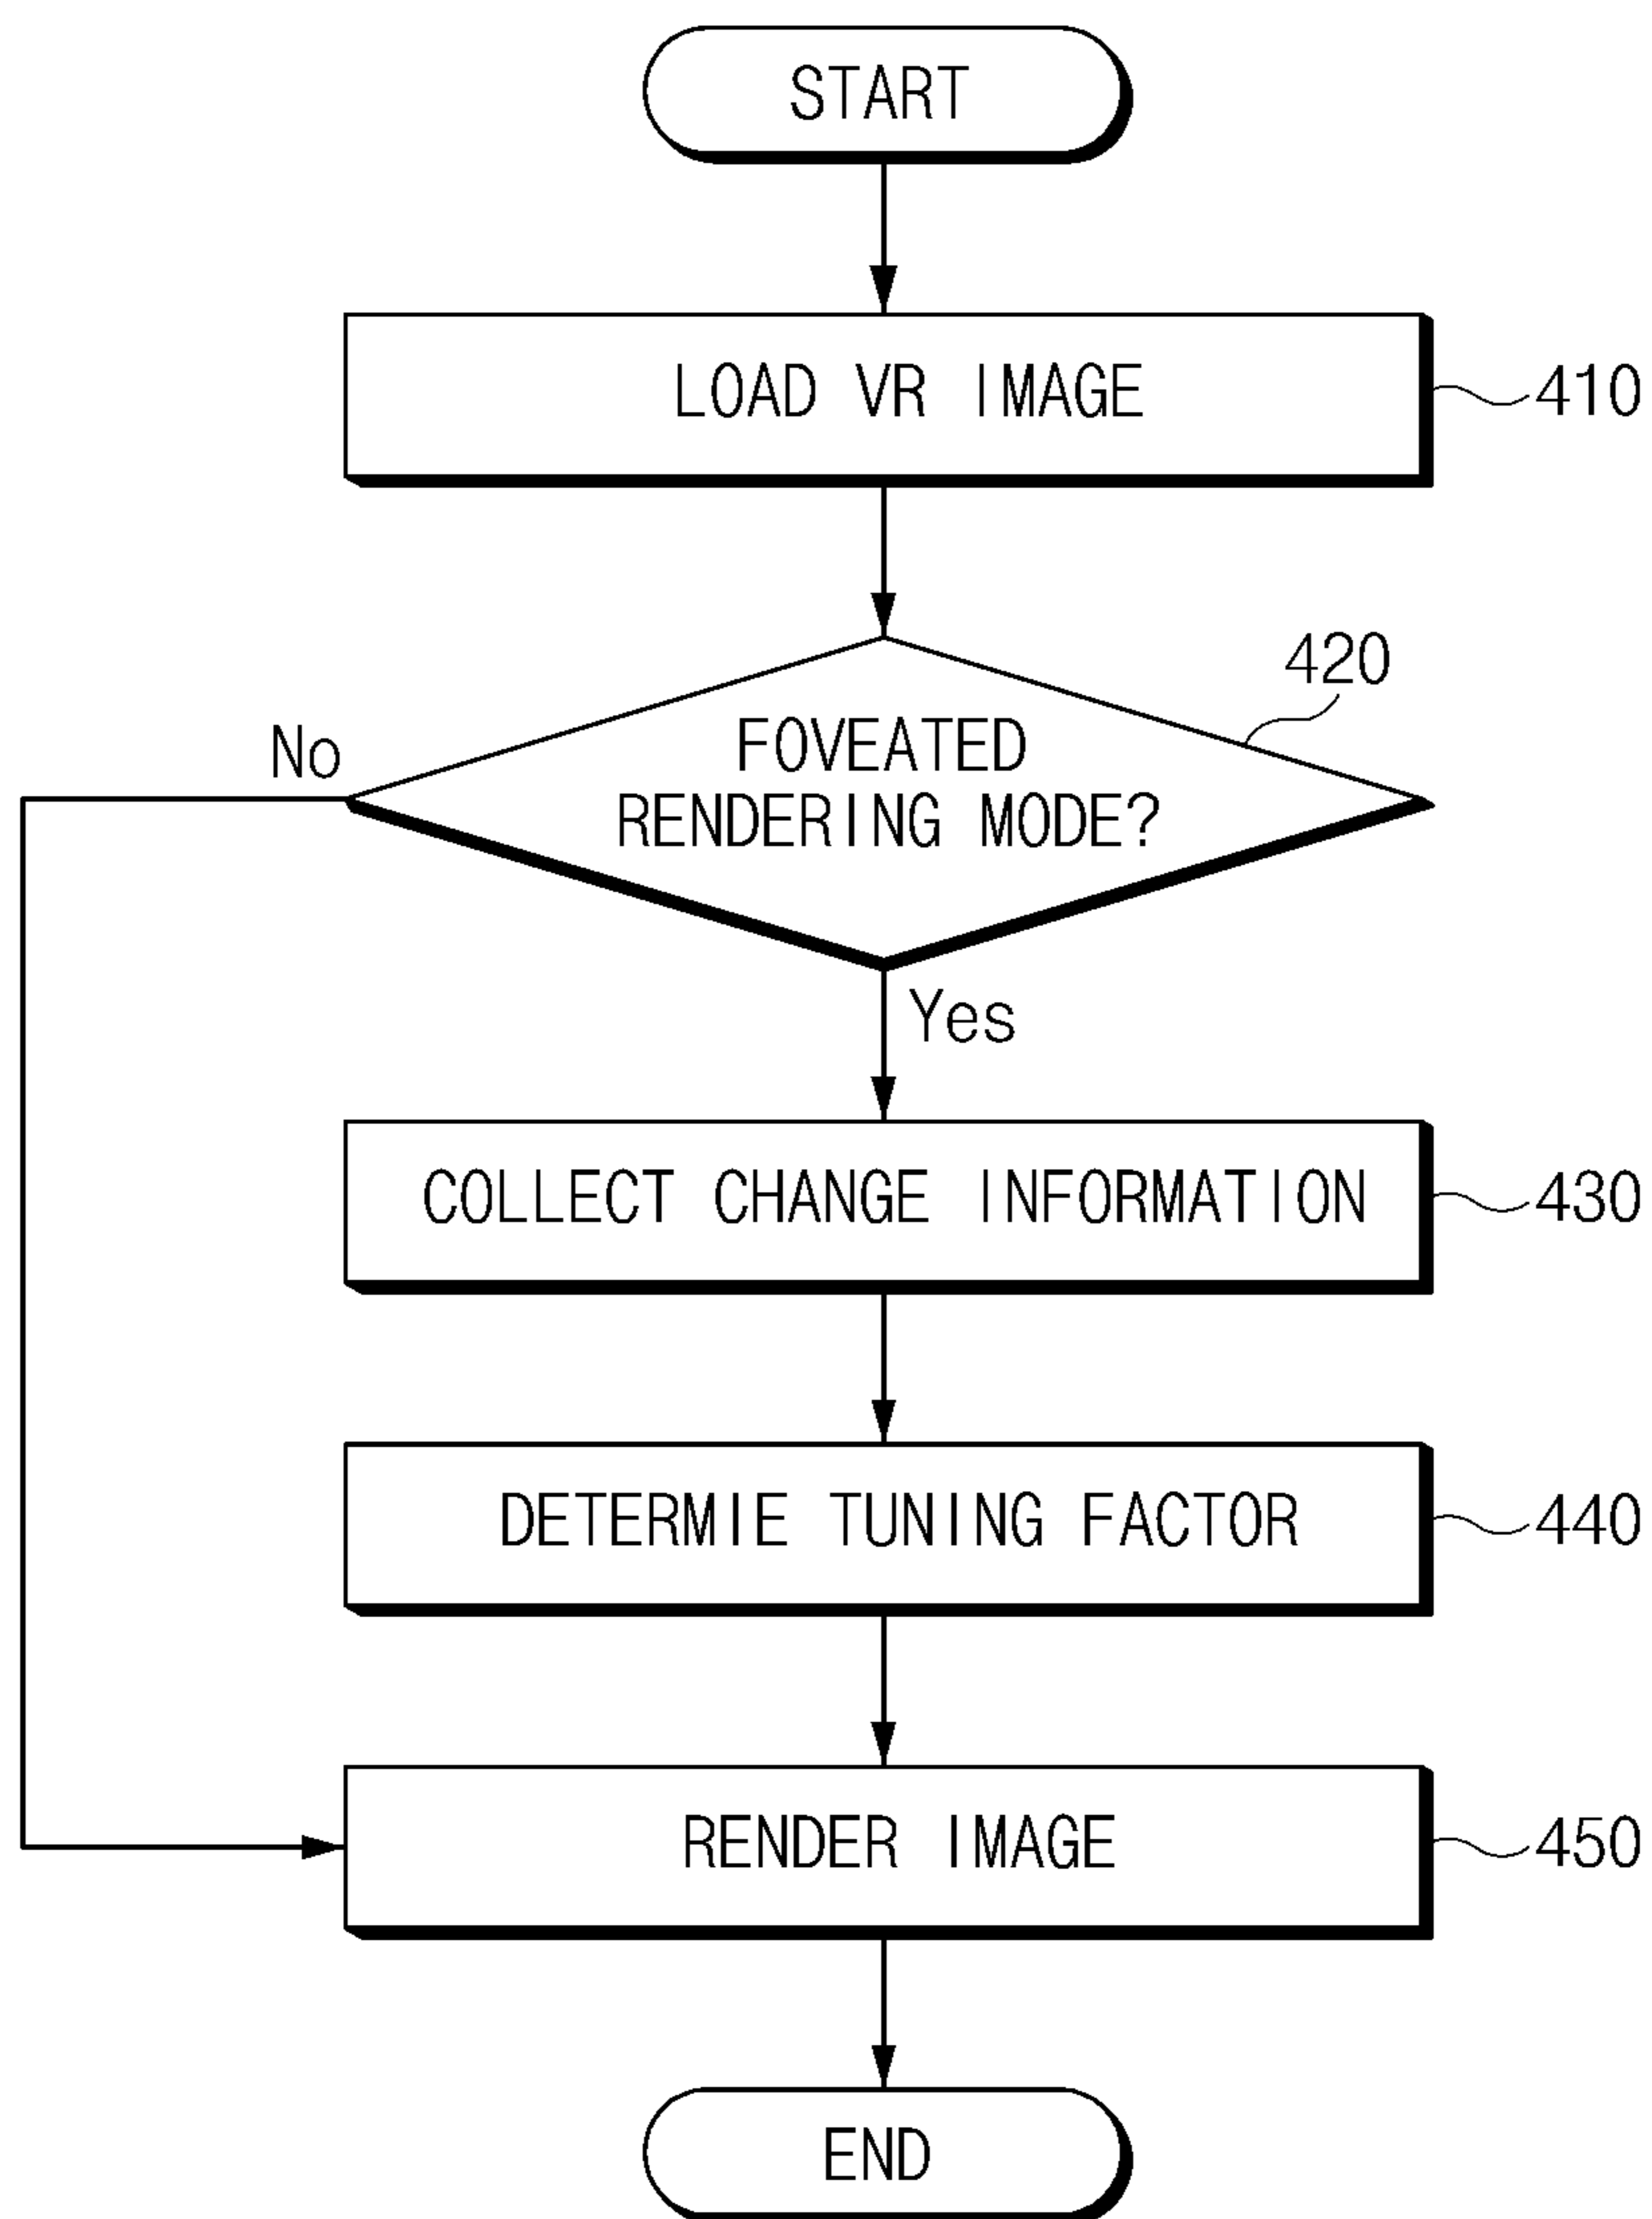 START
LOAD VR IMAGE
410
420
FOVEATED
RENDERING MODE?
No
Yes
COLLECT CHANGE INFORMATION
430
DETERMIE TUNING FACTOR
440
RENDER IMAGE
450
END